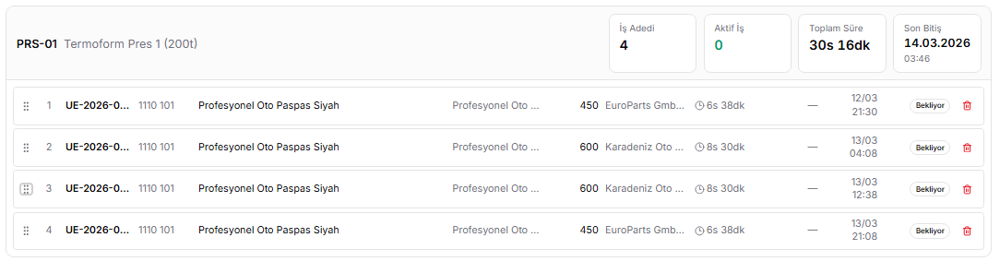 PRS-01 Termoform Pres 1 (200t)
İş Adedi
4
Aktif İş
0
Toplam Süre
30s 16dk
Son Bitiş
14.03.2026
03:46
1 UE-2026-0... 1110 101 Profesyonel Oto Paspas Siyah Profesyonel Oto ... 450 EuroParts Gmb... 6s 38dk — 12/03 21:30 Bekliyor
2 UE-2026-0... 1110 101 Profesyonel Oto Paspas Siyah Profesyonel Oto ... 600 Karadeniz Oto ... 8s 30dk — 13/03 04:08 Bekliyor
3 UE-2026-0... 1110 101 Profesyonel Oto Paspas Siyah Profesyonel Oto ... 600 Karadeniz Oto ... 8s 30dk — 13/03 12:38 Bekliyor
4 UE-2026-0... 1110 101 Profesyonel Oto Paspas Siyah Profesyonel Oto ... 450 EuroParts Gmb... 6s 38dk — 13/03 21:08 Bekliyor